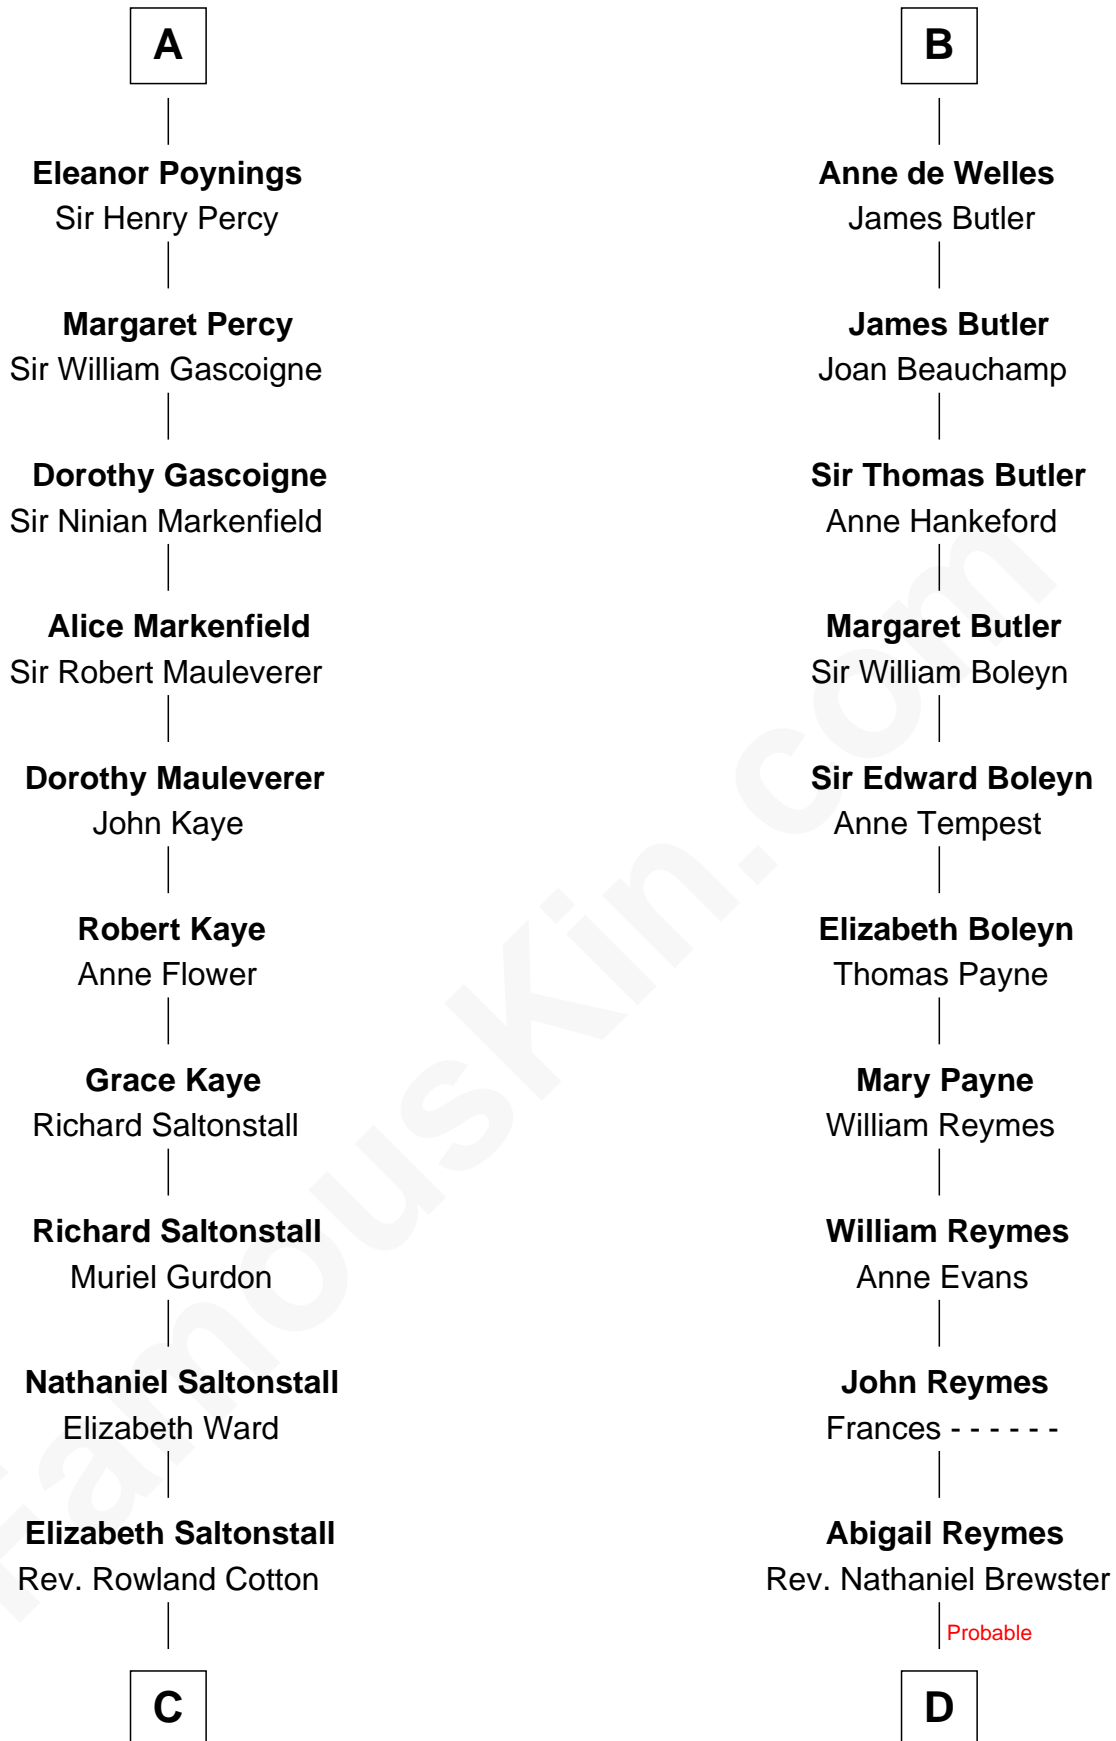 A
Eleanor Poynings
Sir Henry Percy
Margaret Percy
Sir William Gascoigne
Dorothy Gascoigne
Sir Ninian Markenfield
Alice Markenfield
Sir Robert Mauleverer
Dorothy Mauleverer
John Kaye
Robert Kaye
Anne Flower
Grace Kaye
Richard Saltonstall
Richard Saltonstall
Muriel Gurdon
Nathaniel Saltonstall
Elizabeth Ward
Elizabeth Saltonstall
Rev. Rowland Cotton
C
B
Anne de Welles
James Butler
James Butler
Joan Beauchamp
Sir Thomas Butler
Anne Hankeford
Margaret Butler
Sir William Boleyn
Sir Edward Boleyn
Anne Tempest
Elizabeth Boleyn
Thomas Payne
Mary Payne
William Reymes
William Reymes
Anne Evans
John Reymes
Frances - - - - - -
Abigail Reymes
Rev. Nathaniel Brewster
Probable
D
FamousKin.com